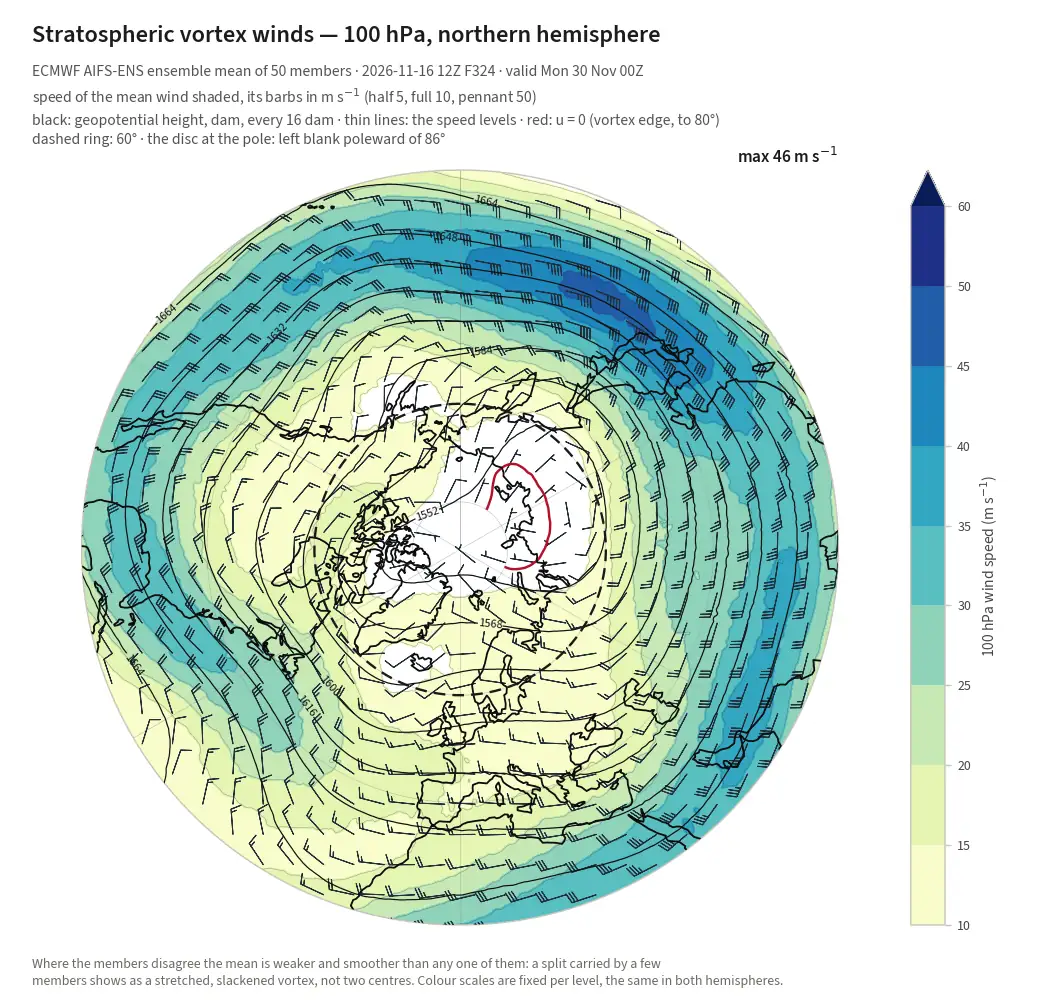 Stratospheric vortex winds — 100 hPa, northern hemisphere
ECMWF AIFS-ENS ensemble mean of 50 members · 2026-11-16 12Z F324 · valid Mon 30 Nov 00Z
speed of the mean wind shaded, its barbs in m s⁻¹ (half 5, full 10, pennant 50)
black: geopotential height, dam, every 16 dam · thin lines: the speed levels · red: u = 0 (vortex edge, to 80°)
dashed ring: 60° · the disc at the pole: left blank poleward of 86°
max 46 m s⁻¹
1664
1648
1664
1632
1584
1552
1568
1664
1600
1616
60
50
45
40
35
30
25
20
15
10
100 hPa wind speed (m s⁻¹)
Where the members disagree the mean is weaker and smoother than any one of them: a split carried by a few
members shows as a stretched, slackened vortex, not two centres. Colour scales are fixed per level, the same in both hemispheres.